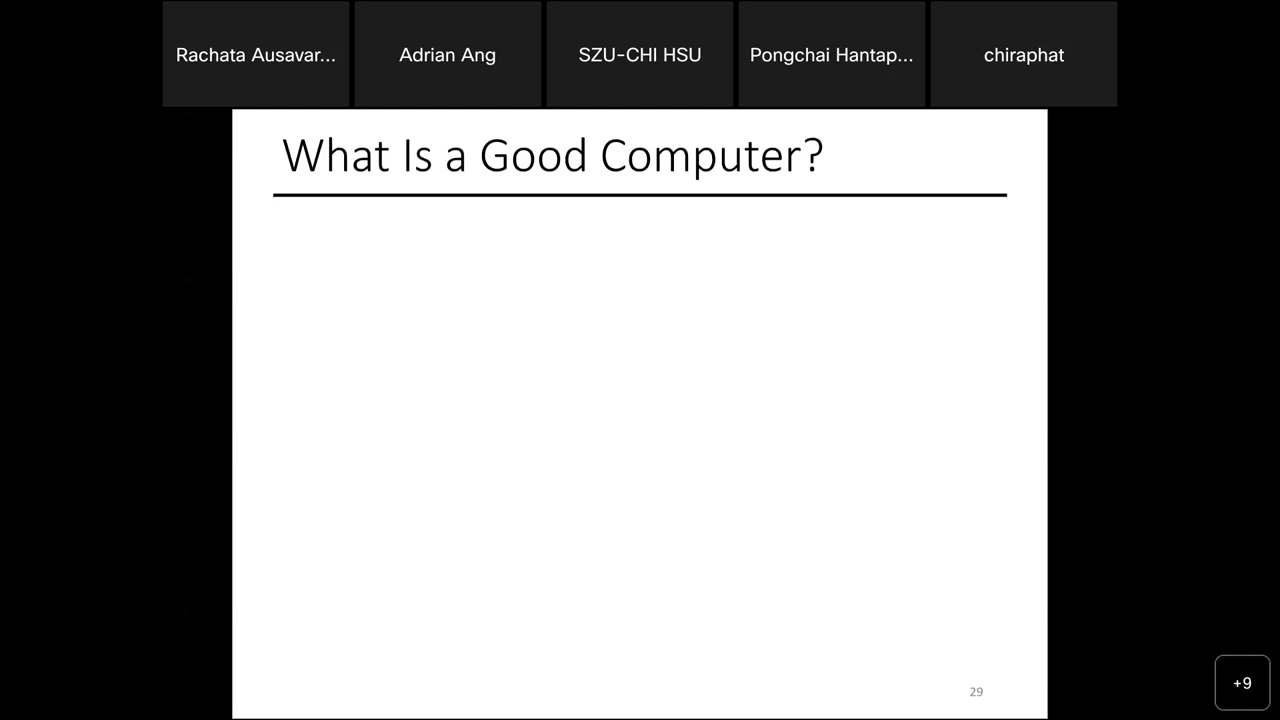 Rachata Ausavar...
Adrian Ang
SZU-CHI HSU
Pongchai Hantap...
chiraphat
What Is a Good Computer?
29
+9